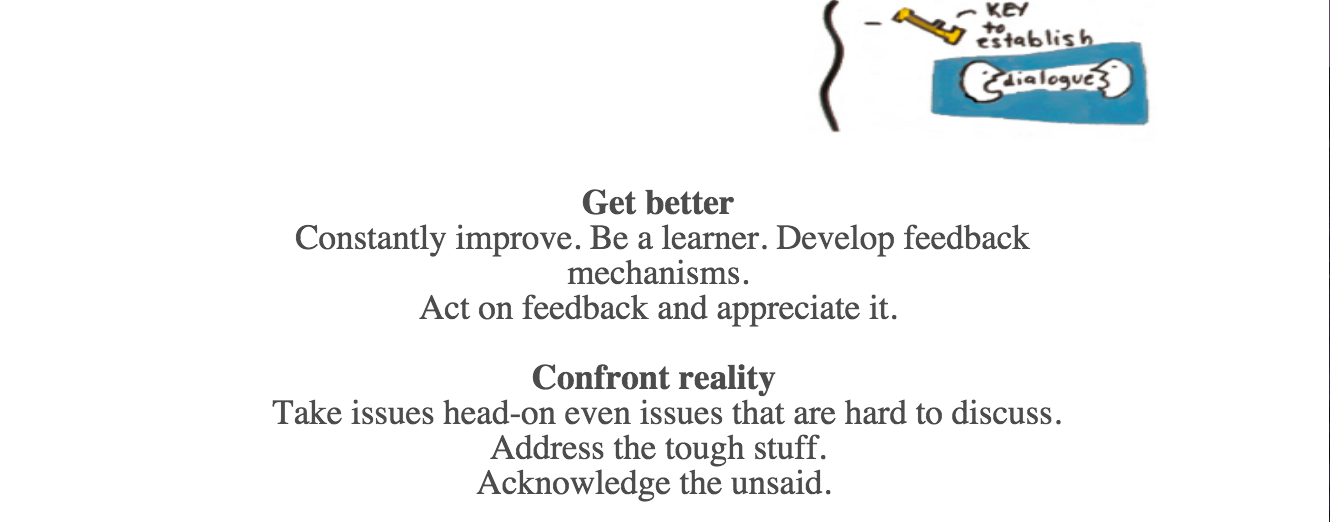 KEY
to
establish
dialogue
Get better
Constantly improve. Be a learner. Develop feedback
mechanisms.
Act on feedback and appreciate it.
Confront reality
Take issues head-on even issues that are hard to discuss.
Address the tough stuff.
Acknowledge the unsaid.